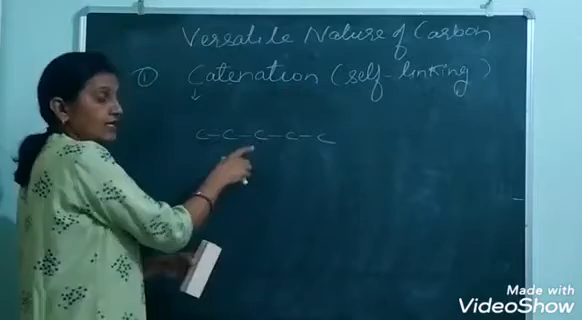 Versatile Nature of Carbon
① Catenation (self-linking)
↓
C-C-C-C-C
Made with
VideoShow